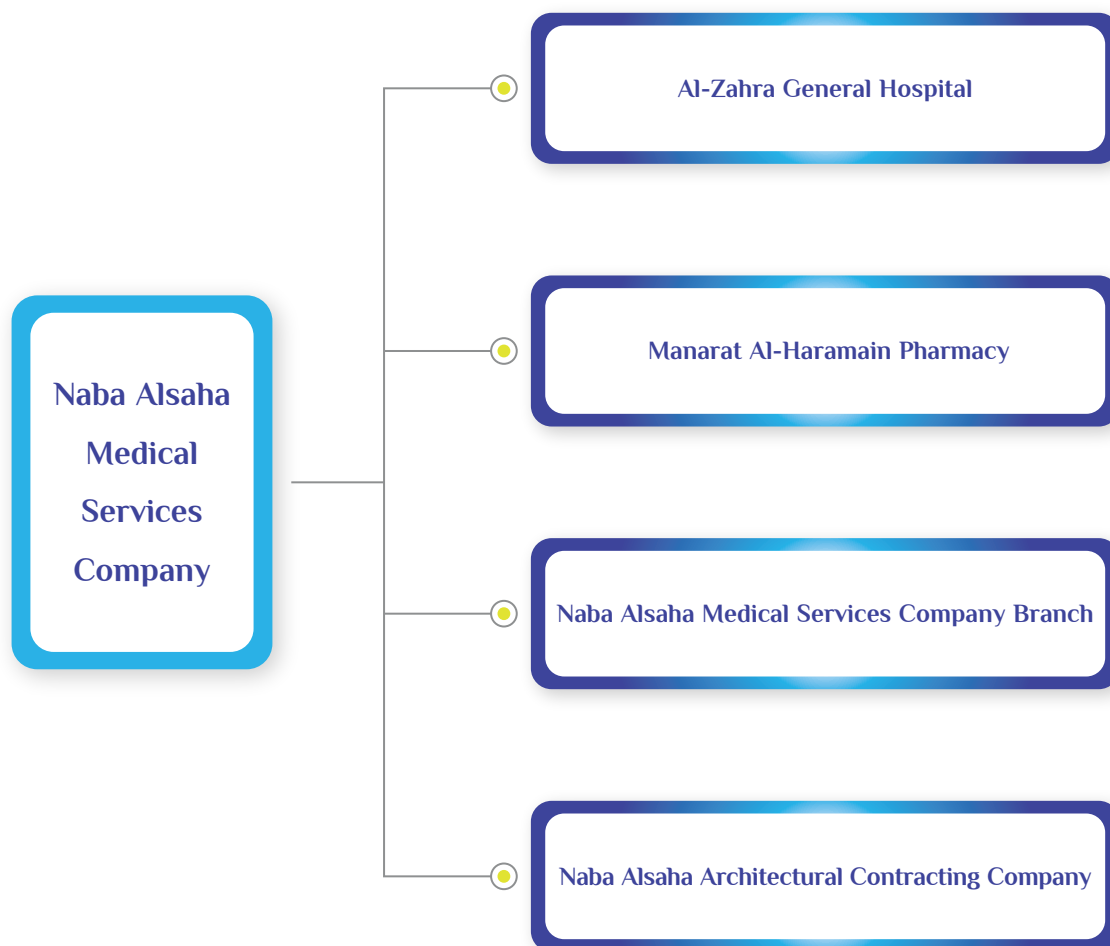 Al-Zahra General Hospital
Manarat Al-Haramain Pharmacy
Naba Alsaha
Medical
Services
Company
Naba Alsaha Medical Services Company Branch
Naba Alsaha Architectural Contracting Company